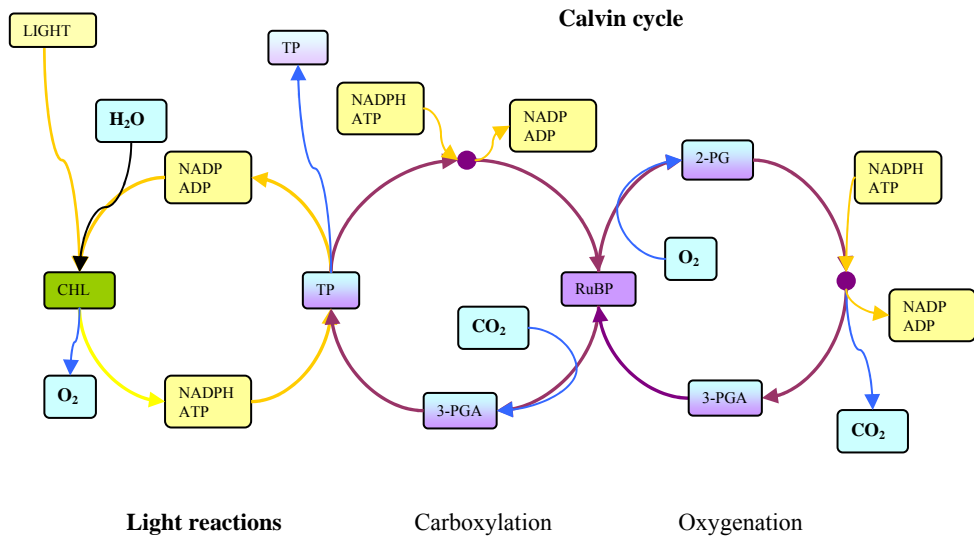 Calvin cycle
LIGHT
TP
H₂O
NADPH
ATP
NADP
ADP
NADP
ADP
2-PG
NADPH
ATP
O₂
CHL
TP
RuBP
CO₂
NADP
ADP
O₂
NADPH
ATP
3-PGA
3-PGA
CO₂
Light reactions
Carboxylation
Oxygenation